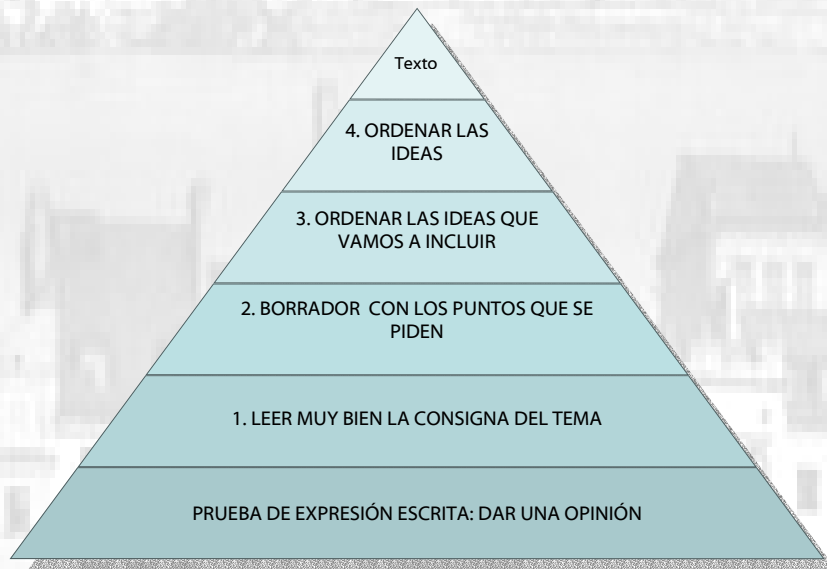 Texto
4. ORDENAR LAS
IDEAS
3. ORDENAR LAS IDEAS QUE
VAMOS A INCLUIR
2. BORRADOR CON LOS PUNTOS QUE SE
PIDEN
1. LEER MUY BIEN LA CONSIGNA DEL TEMA
PRUEBA DE EXPRESIÓN ESCRITA: DAR UNA OPINIÓN